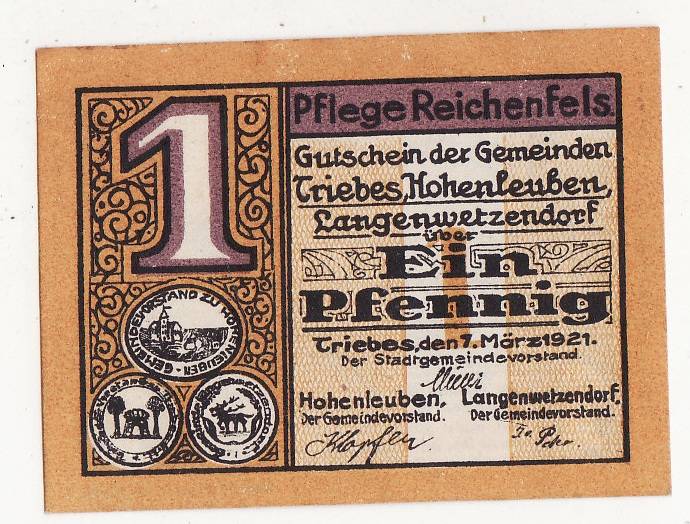 1
Pflege Reichenfels.
Gutschein der Gemeinden
Triebes, Hohenleuben,
Langenwetzendorf
über
Ein
Pfennig
Triebes, den 7. März 1921.
Der Stadtgemeindevorstand.
Hohenleuben, Langenwetzendorf.
Der Gemeindevorstand. Der Gemeindevorstand.
GEMEINDEVORSTAND ZU HOHENLEUBEN